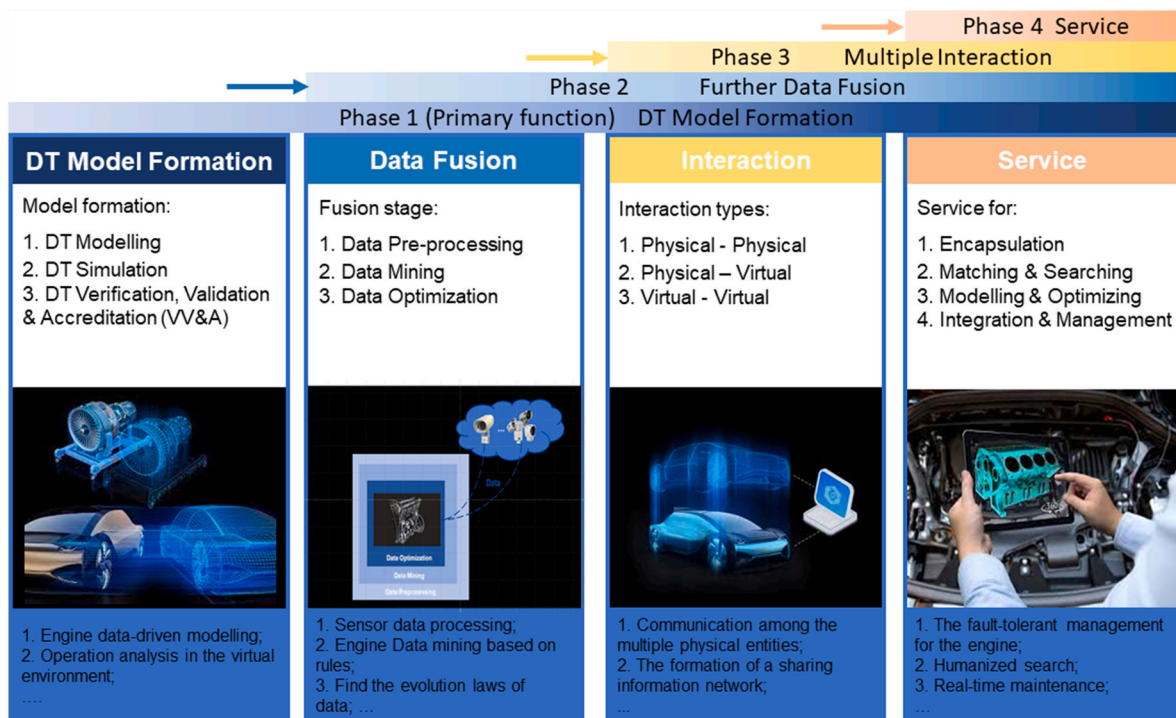 Phase 4 Service
Phase 3 Multiple Interaction
Phase 2 Further Data Fusion
Phase 1 (Primary function) DT Model Formation
DT Model Formation
Model formation:
1. DT Modelling
2. DT Simulation
3. DT Verification, Validation
& Accreditation (VV&A)
1. Engine data-driven modelling;
2. Operation analysis in the virtual
environment;
....
Data Fusion
Fusion stage:
1. Data Pre-processing
2. Data Mining
3. Data Optimization
...
Data
Data Optimization
Data Mining
Data Preprocessing
1. Sensor data processing;
2. Engine Data mining based on
rules;
3. Find the evolution laws of
data; ...
Interaction
Interaction types:
1. Physical - Physical
2. Physical – Virtual
3. Virtual - Virtual
1. Communication among the
multiple physical entities;
2. The formation of a sharing
information network;
...
Service
Service for:
1. Encapsulation
2. Matching & Searching
3. Modelling & Optimizing
4. Integration & Management
1. The fault-tolerant management
for the engine;
2. Humanized search;
3. Real-time maintenance;
...